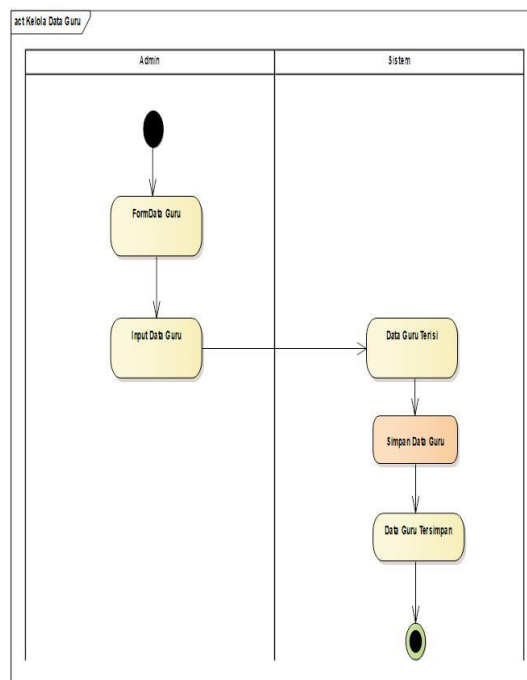 act Kelola Data Guru
Admin
Sistem
FormData Guru
Input Data Guru
Data Guru Terisi
Simpan Data Guru
Data Guru Tersimpan